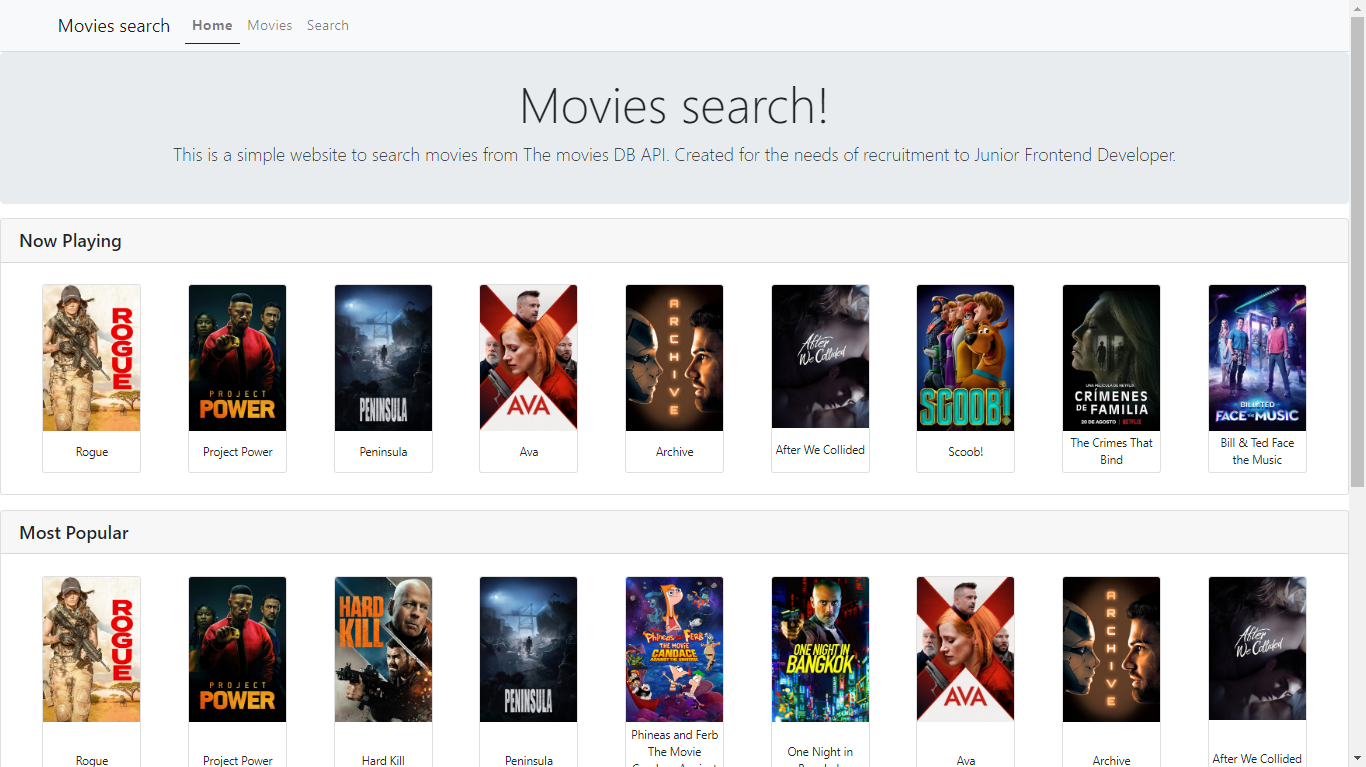 Movies search Home Movies Search
Movies search!
This is a simple website to search movies from The movies DB API. Created for the needs of recruitment to Junior Frontend Developer.
Now Playing
ROGUE
PROJECT
POWER
PENINSULA
AVA
ARCHIVE
After
We Collided
SCOOB!
UNA PELÍCULA DE NETFLIX
CRÍMENES
DE FAMILIA
20 DE AGOSTO | NETFLIX
BILL & TED
FACE THE MUSIC
Rogue
Project Power
Peninsula
Ava
Archive
After We Collided
Scoob!
The Crimes That
Bind
Bill & Ted Face
the Music
Most Popular
ROGUE
PROJECT
POWER
HARD
KILL
PENINSULA
Phineas and Ferb
THE MOVIE
CANDACE
AGAINST THE UNIVERSE
ONE NIGHT IN
BANGKOK
AVA
ARCHIVE
After
We Collided
Rogue
Project Power
Hard Kill
Peninsula
Phineas and Ferb
The Movie
One Night in
Ava
Archive
After We Collided